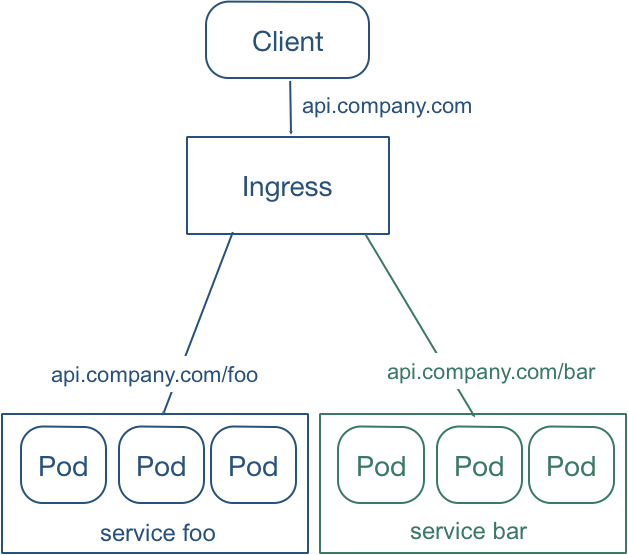 Client
api.company.com
Ingress
api.company.com/foo
api.company.com/bar
Pod Pod Pod
service foo
Pod Pod Pod
service bar